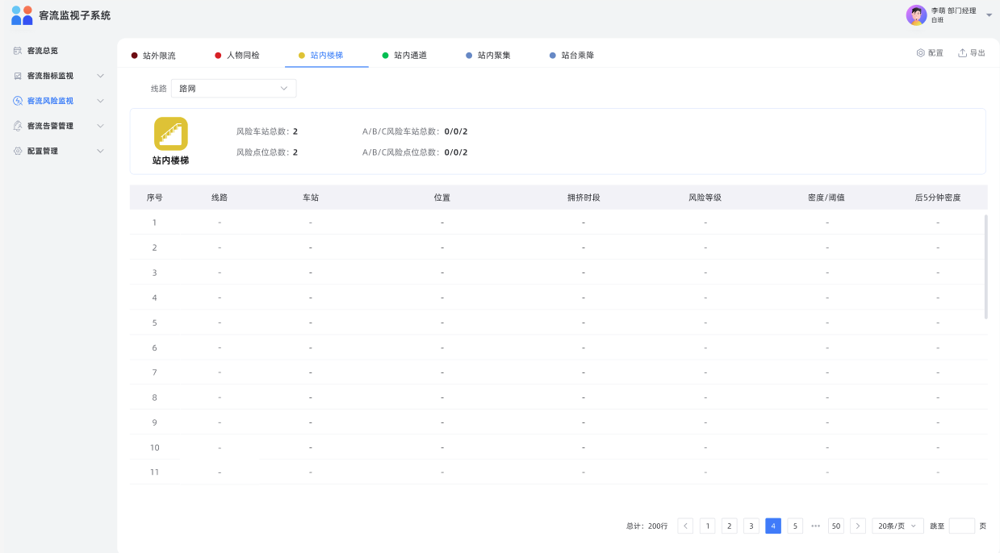 客流监视子系统
李萌 部门经理
白班
客流总览
客流指标监视
客流风险监视
客流告警管理
配置管理
站外限流 人物同检 站内楼梯 站内通道 站内聚集 站台乘降 配置 导出
线路 路网
站内楼梯
风险车站总数：2 A/B/C风险车站总数：0/0/2
风险点位总数：2 A/B/C风险点位总数：0/0/2
序号 线路 车站 位置 拥挤时段 风险等级 密度/阈值 后5分钟密度
1 - - - - - - -
2 - - - - - - -
3 - - - - - - -
4 - - - - - - -
5 - - - - - - -
6 - - - - - - -
7 - - - - - - -
8 - - - - - - -
9 - - - - - - -
10 - - - - - - -
11 - - - - - - -
总计：200行 1 2 3 4 5 ••• 50 20条/页 跳至 页